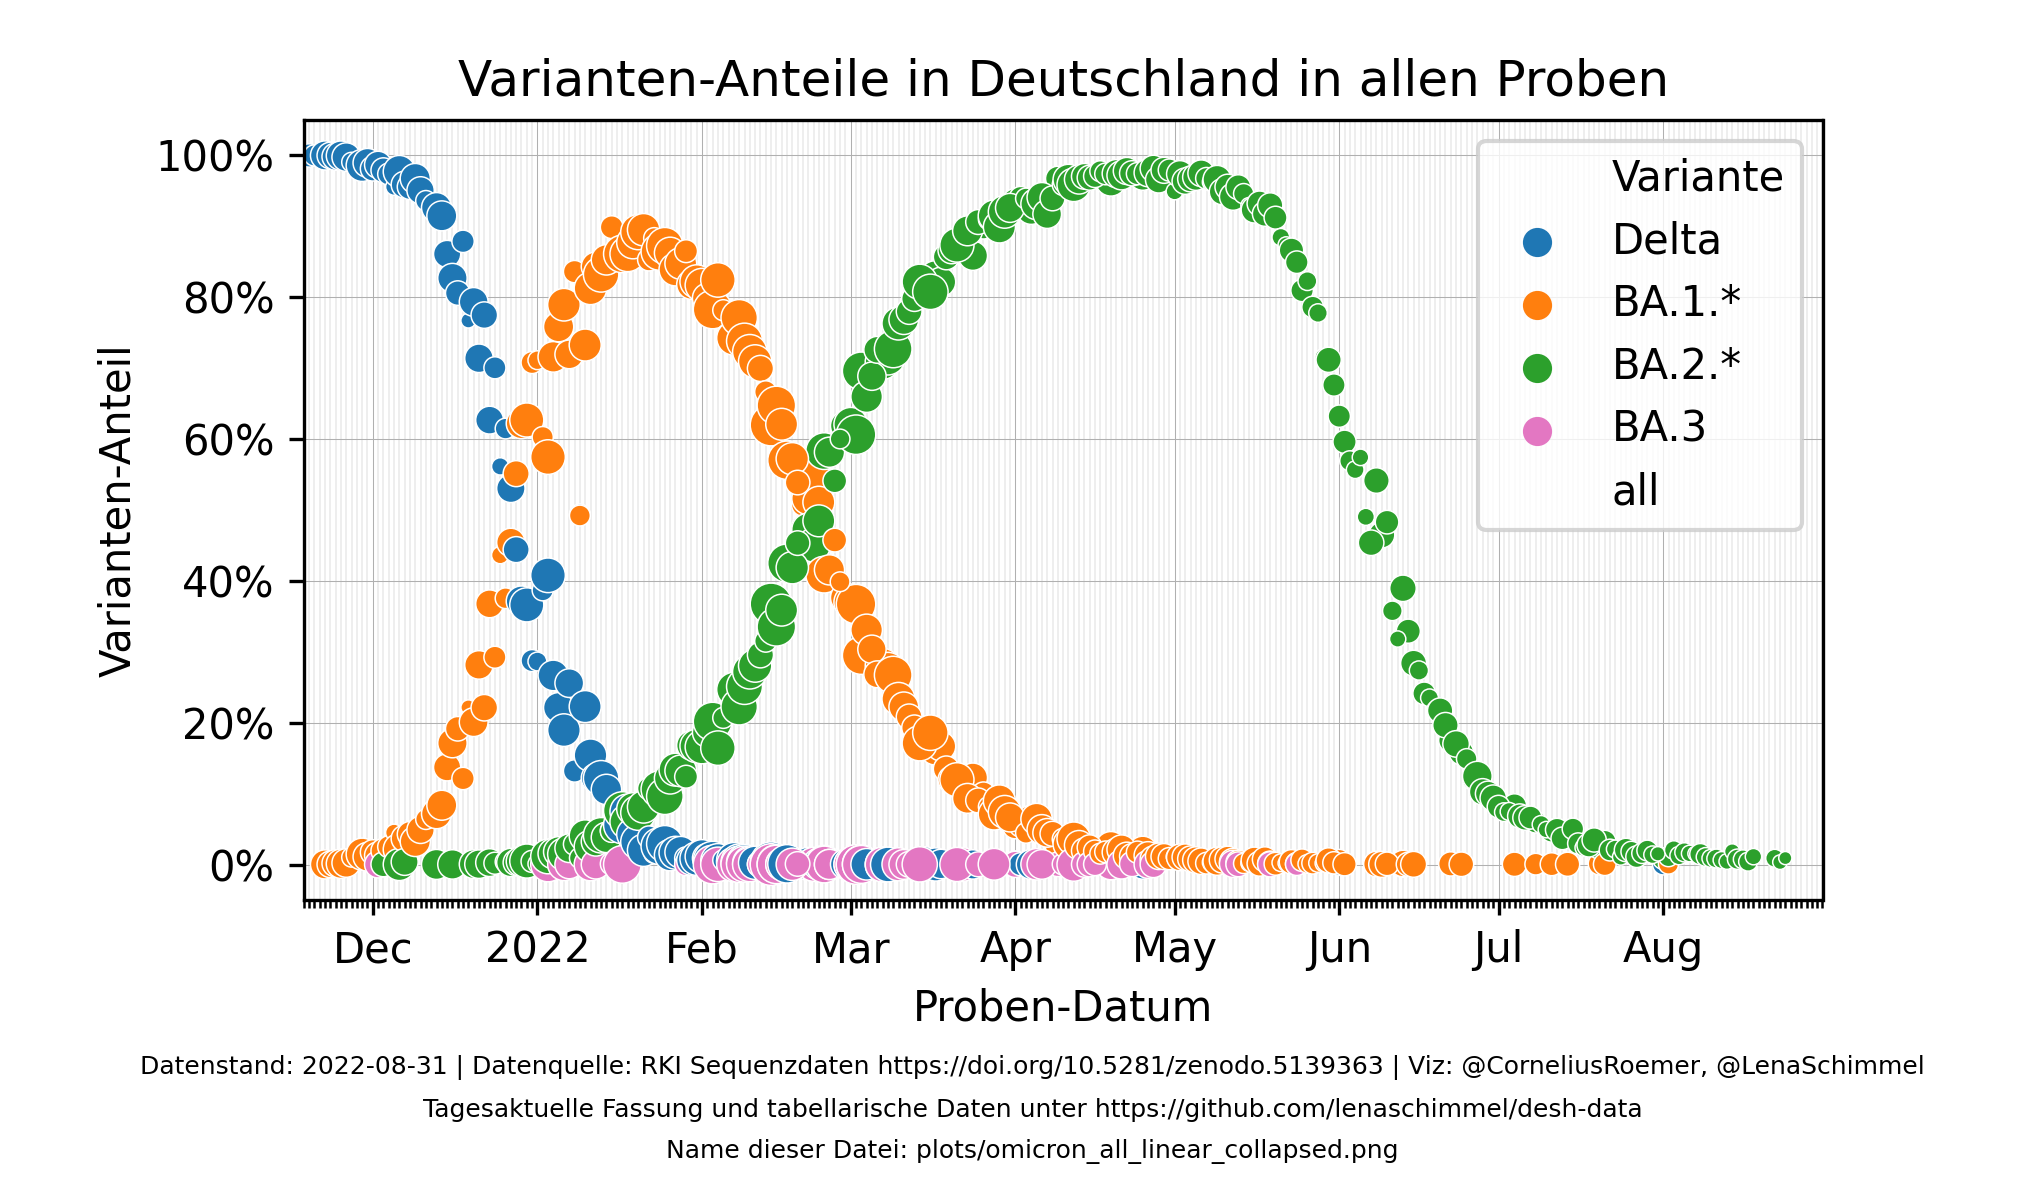 Varianten-Anteile in Deutschland in allen Proben
100%
80%
60%
40%
20%
0%
Varianten-Anteil
Variante
Delta
BA.1.*
BA.2.*
BA.3
all
Dec 2022 Feb Mar Apr May Jun Jul Aug
Proben-Datum
Datenstand: 2022-08-31 | Datenquelle: RKI Sequenzdaten https://doi.org/10.5281/zenodo.5139363 | Viz: @CorneliusRoemer, @LenaSchimmel
Tagesaktuelle Fassung und tabellarische Daten unter https://github.com/lenaschimmel/desh-data
Name dieser Datei: plots/omicron_all_linear_collapsed.png